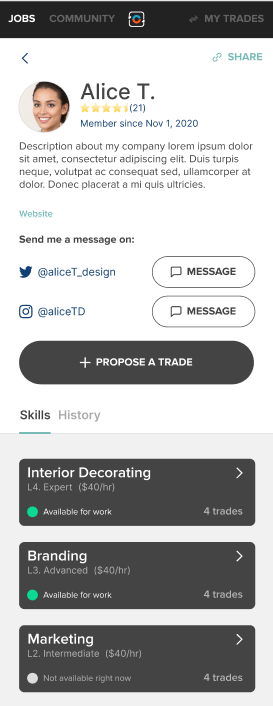 JOBS COMMUNITY MY TRADES
SHARE
Alice T.
(21)
Member since Nov 1, 2020
Description about my company lorem ipsum dolor
sit amet, consectetur adipiscing elit. Duis turpis
neque, volutpat ac consequat sed, ullamcorper at
dolor. Donec placerat a mi quis ultricies.
Website
Send me a message on:
@aliceT_design MESSAGE
@aliceTD MESSAGE
PROPOSE A TRADE
Skills History
Interior Decorating
L4. Expert ($40/hr)
Available for work 4 trades
Branding
L3. Advanced ($40/hr)
Available for work 4 trades
Marketing
L2. Intermediate ($40/hr)
Not available right now 4 trades